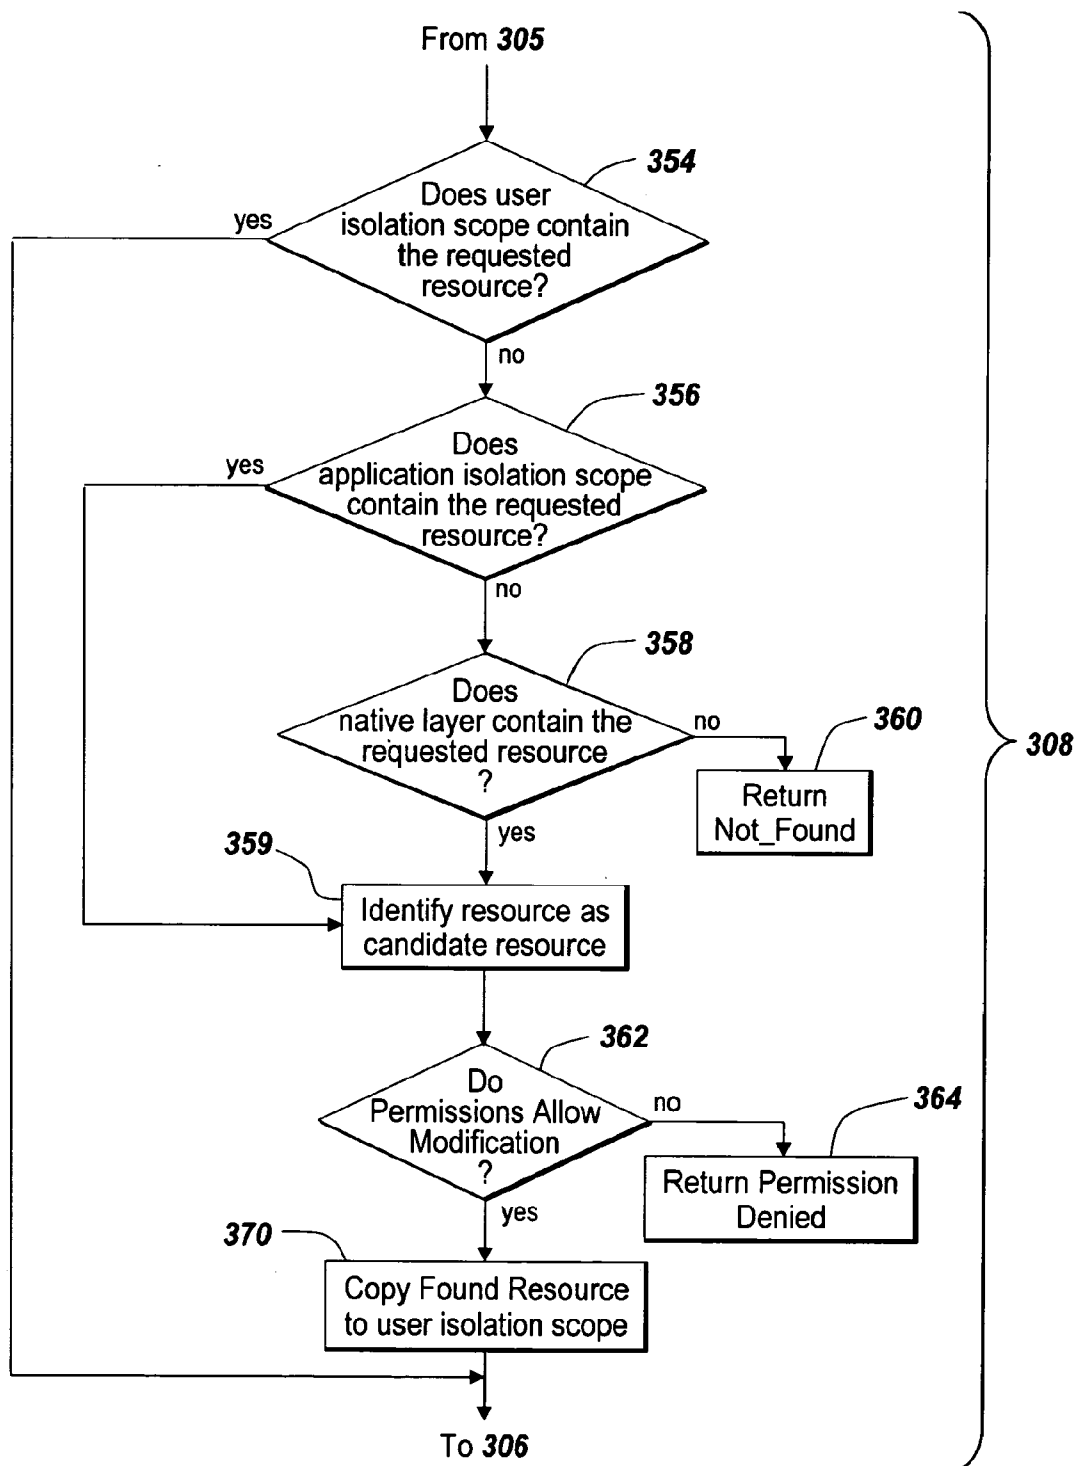 From 305
354
Does user
isolation scope contain
the requested
resource?
yes
no
356
Does
application isolation scope
contain the requested
resource?
yes
no
358
Does
native layer contain the
requested resource
?
no
360
Return
Not_Found
308
yes
359
Identify resource as
candidate resource
362
Do
Permissions Allow
Modification
?
no
364
Return Permission
Denied
yes
370
Copy Found Resource
to user isolation scope
To 306